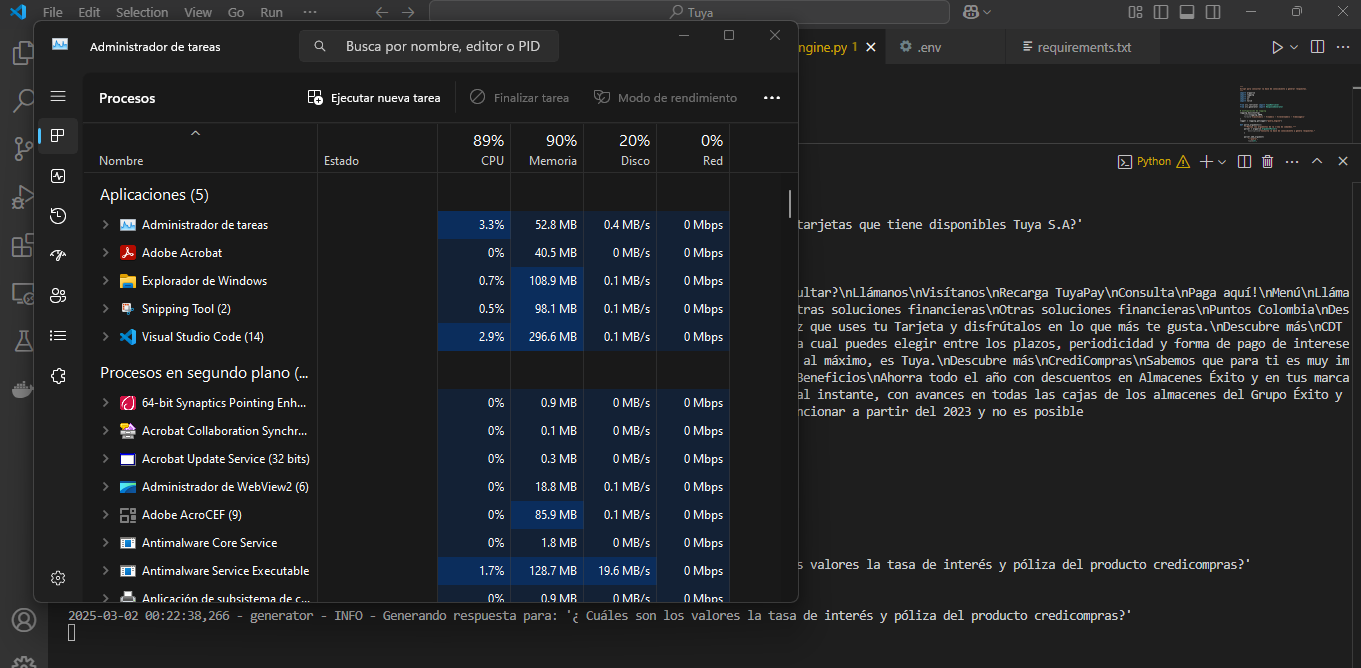 File Edit Selection View Go Run ··· Tuya
Administrador de tareas
Busca por nombre, editor o PID
ngine.py 1
.env
requirements.txt
Procesos
Ejecutar nueva tarea
Finalizar tarea
Modo de rendimiento
Nombre
Estado
89% CPU
90% Memoria
20% Disco
0% Red
Aplicaciones (5)
Administrador de tareas 3.3% 52.8 MB 0.4 MB/s 0 Mbps
Adobe Acrobat 0% 40.5 MB 0 MB/s 0 Mbps
Explorador de Windows 0.7% 108.9 MB 0.1 MB/s 0 Mbps
Snipping Tool (2) 0.5% 98.1 MB 0.1 MB/s 0 Mbps
Visual Studio Code (14) 2.9% 296.6 MB 0.1 MB/s 0 Mbps
Procesos en segundo plano (...
64-bit Synaptics Pointing Enh... 0% 0.9 MB 0 MB/s 0 Mbps
Acrobat Collaboration Synchr... 0% 0.1 MB 0 MB/s 0 Mbps
Acrobat Update Service (32 bits) 0% 0.3 MB 0 MB/s 0 Mbps
Administrador de WebView2 (6) 0% 18.8 MB 0.1 MB/s 0 Mbps
Adobe AcroCEF (9) 0% 85.9 MB 0.1 MB/s 0 Mbps
Antimalware Core Service 0% 1.8 MB 0 MB/s 0 Mbps
Antimalware Service Executable 1.7% 128.7 MB 19.6 MB/s 0 Mbps
Aplicación de subsistema de c... 0% 0.9 MB 0 MB/s 0 Mbps
Python
tarjetas que tiene disponibles Tuya S.A?'
ultar?\nLlámanos\nVisítanos\nRecarga TuyaPay\nConsulta\nPaga aquí!\nMenú\nLláma
tras soluciones financieras\nOtras soluciones financieras\nPuntos Colombia\nDes
z que uses tu Tarjeta y disfrútalos en lo que más te gusta.\nDescubre más\nCDT
a cual puedes elegir entre los plazos, periodicidad y forma de pago de interese
al máximo, es Tuya.\nDescubre más\nCrediCompras\nSabemos que para ti es muy im
Beneficios\nAhorra todo el año con descuentos en Almacenes Éxito y en tus marca
al instante, con avances en todas las cajas de los almacenes del Grupo Éxito y
ncionar a partir del 2023 y no es posible
s valores la tasa de interés y póliza del producto credicompras?'
2025-03-02 00:22:38,266 - generator - INFO - Generando respuesta para: '¿ Cuáles son los valores la tasa de interés y póliza del producto credicompras?'